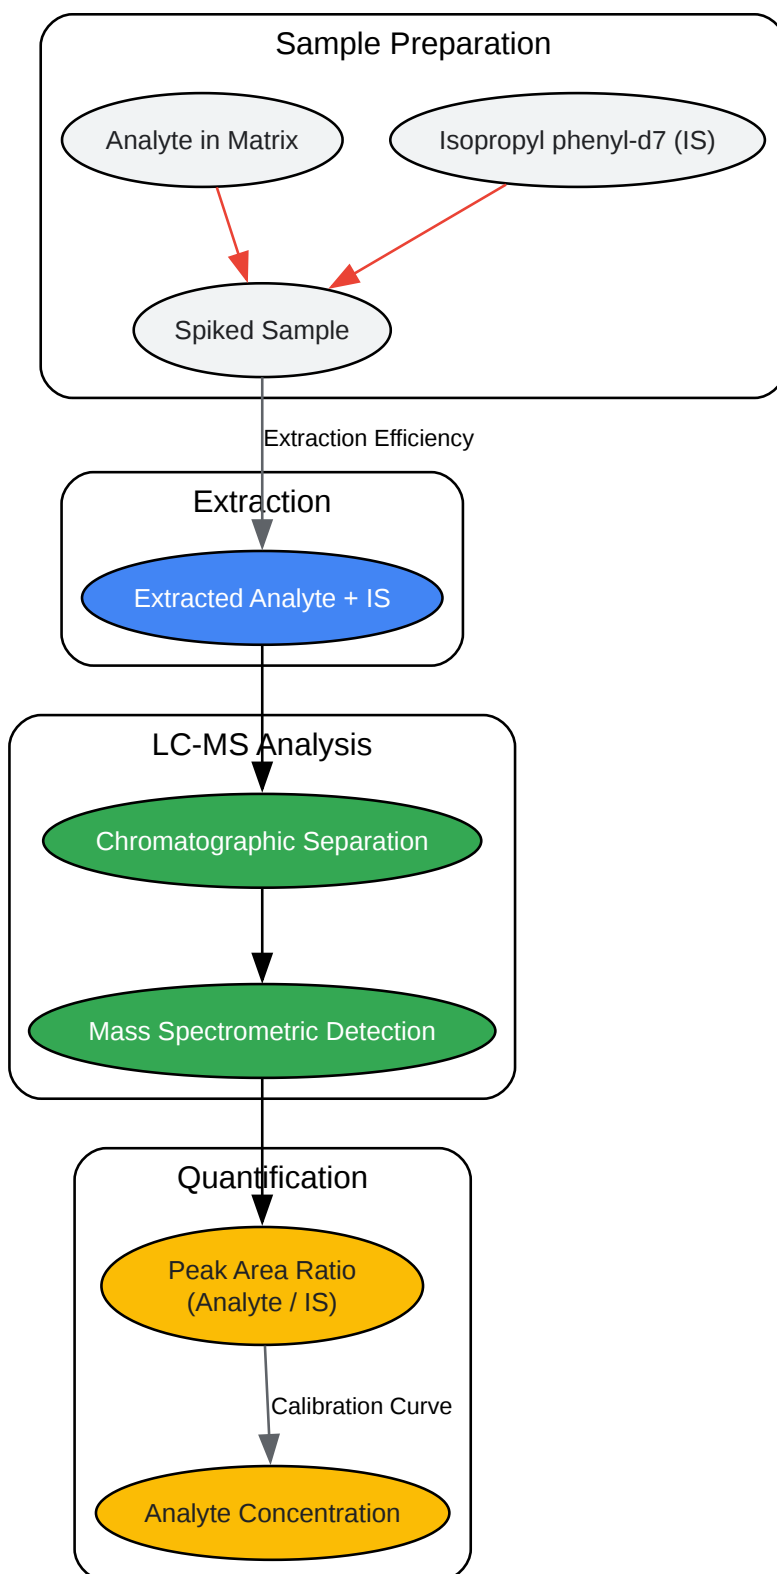 Sample Preparation
Analyte in Matrix
Isopropyl phenyl-d7 (IS)
Spiked Sample
Extraction Efficiency
Extraction
Extracted Analyte + IS
LC-MS Analysis
Chromatographic Separation
Mass Spectrometric Detection
Quantification
Peak Area Ratio
(Analyte / IS)
Calibration Curve
Analyte Concentration